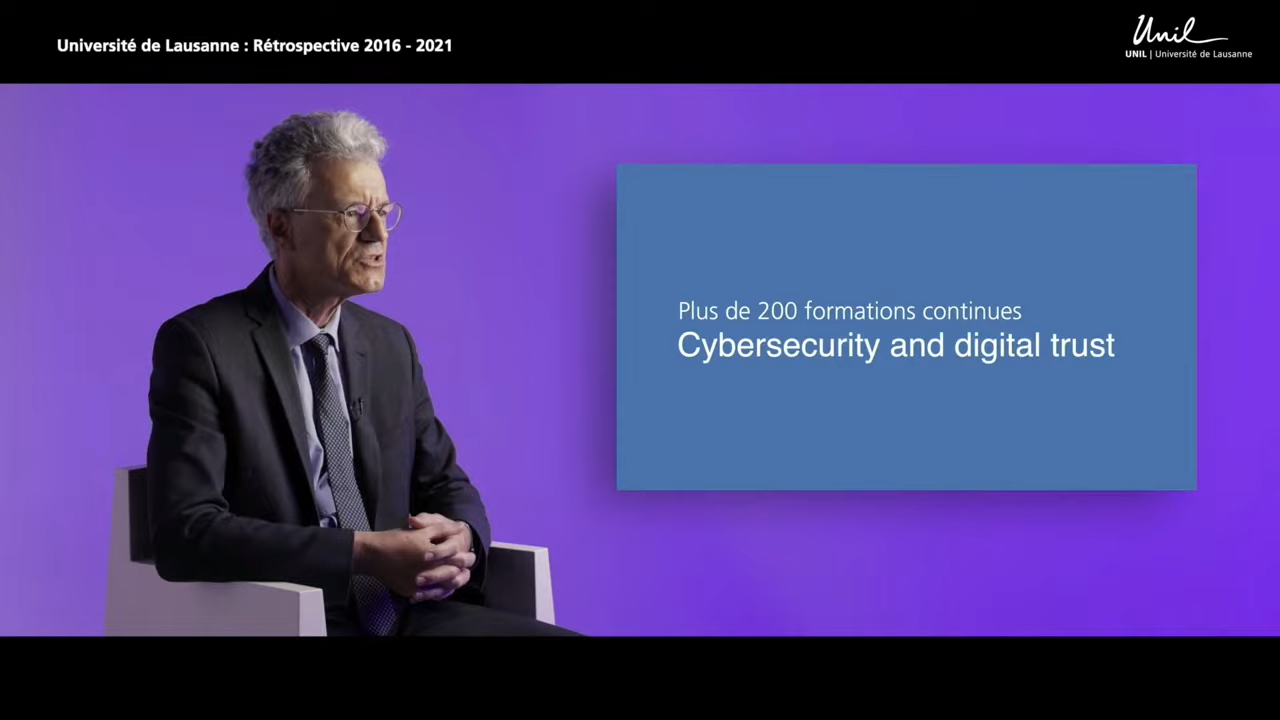 Université de Lausanne : Rétrospective 2016 - 2021
Unil
UNIL | Université de Lausanne
Plus de 200 formations continues
Cybersecurity and digital trust